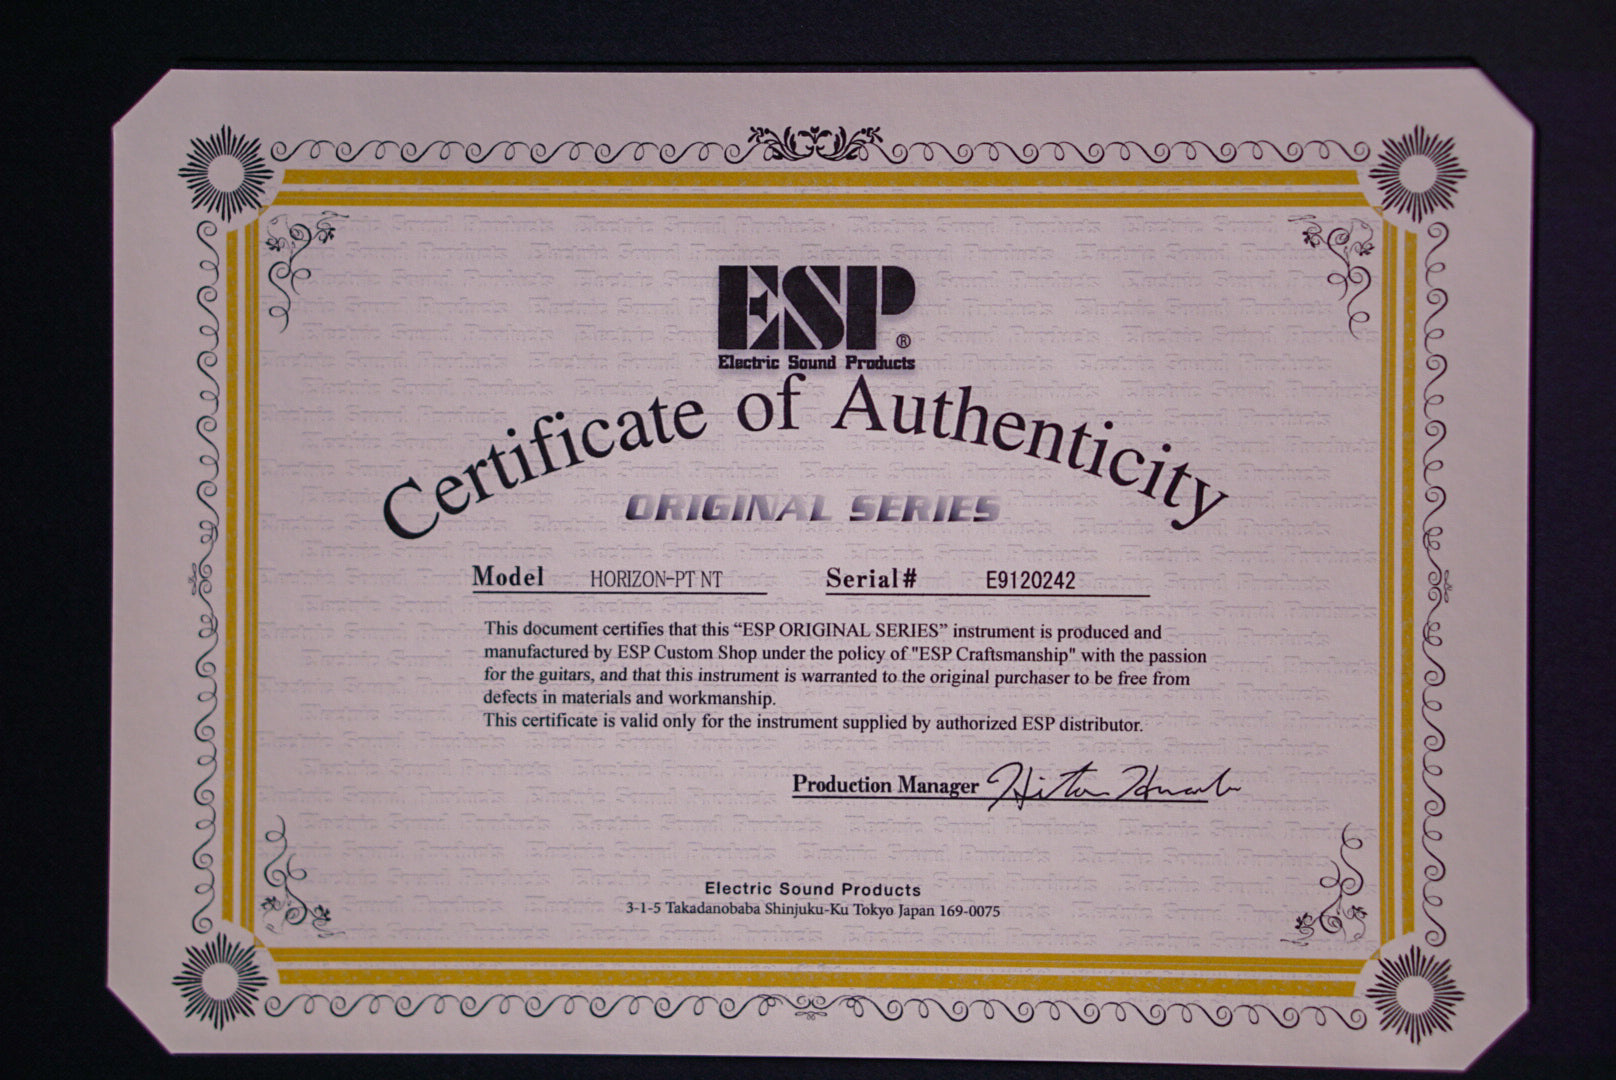 ESP®
Electric Sound Products
Certificate of Authenticity
ORIGINAL SERIES
Model HORIZON-PT NT Serial# E9120242
This document certifies that this “ESP ORIGINAL SERIES” instrument is produced and
manufactured by ESP Custom Shop under the policy of "ESP Craftsmanship" with the passion
for the guitars, and that this instrument is warranted to the original purchaser to be free from
defects in materials and workmanship.
This certificate is valid only for the instrument supplied by authorized ESP distributor.
Production Manager
Electric Sound Products
3-1-5 Takadanobaba Shinjuku-Ku Tokyo Japan 169-0075